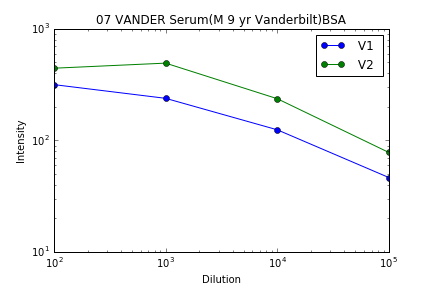 07 VANDER Serum(M 9 yr Vanderbilt)BSA
10³
V1
V2
10²
Intensity
10¹
10² 10³ 10⁴ 10⁵
Dilution